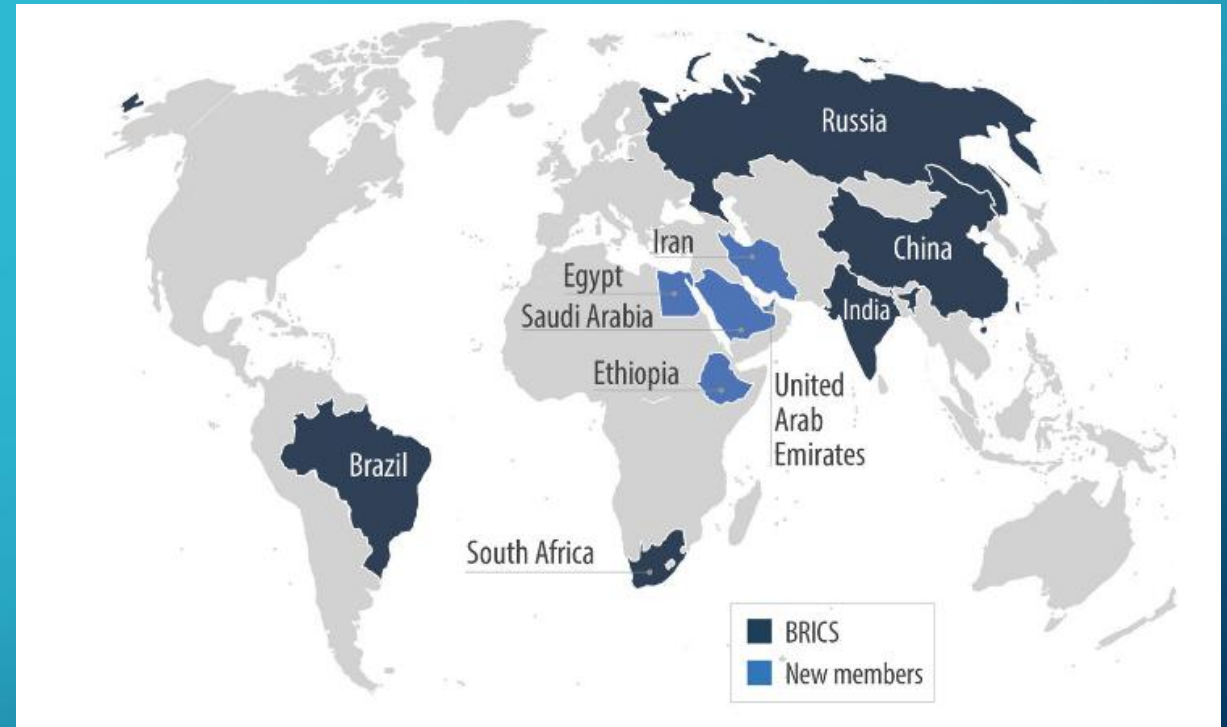 Russia
China
India
Iran
Egypt
Saudi Arabia
Ethiopia
United
Arab
Emirates
Brazil
South Africa
BRICS
New members